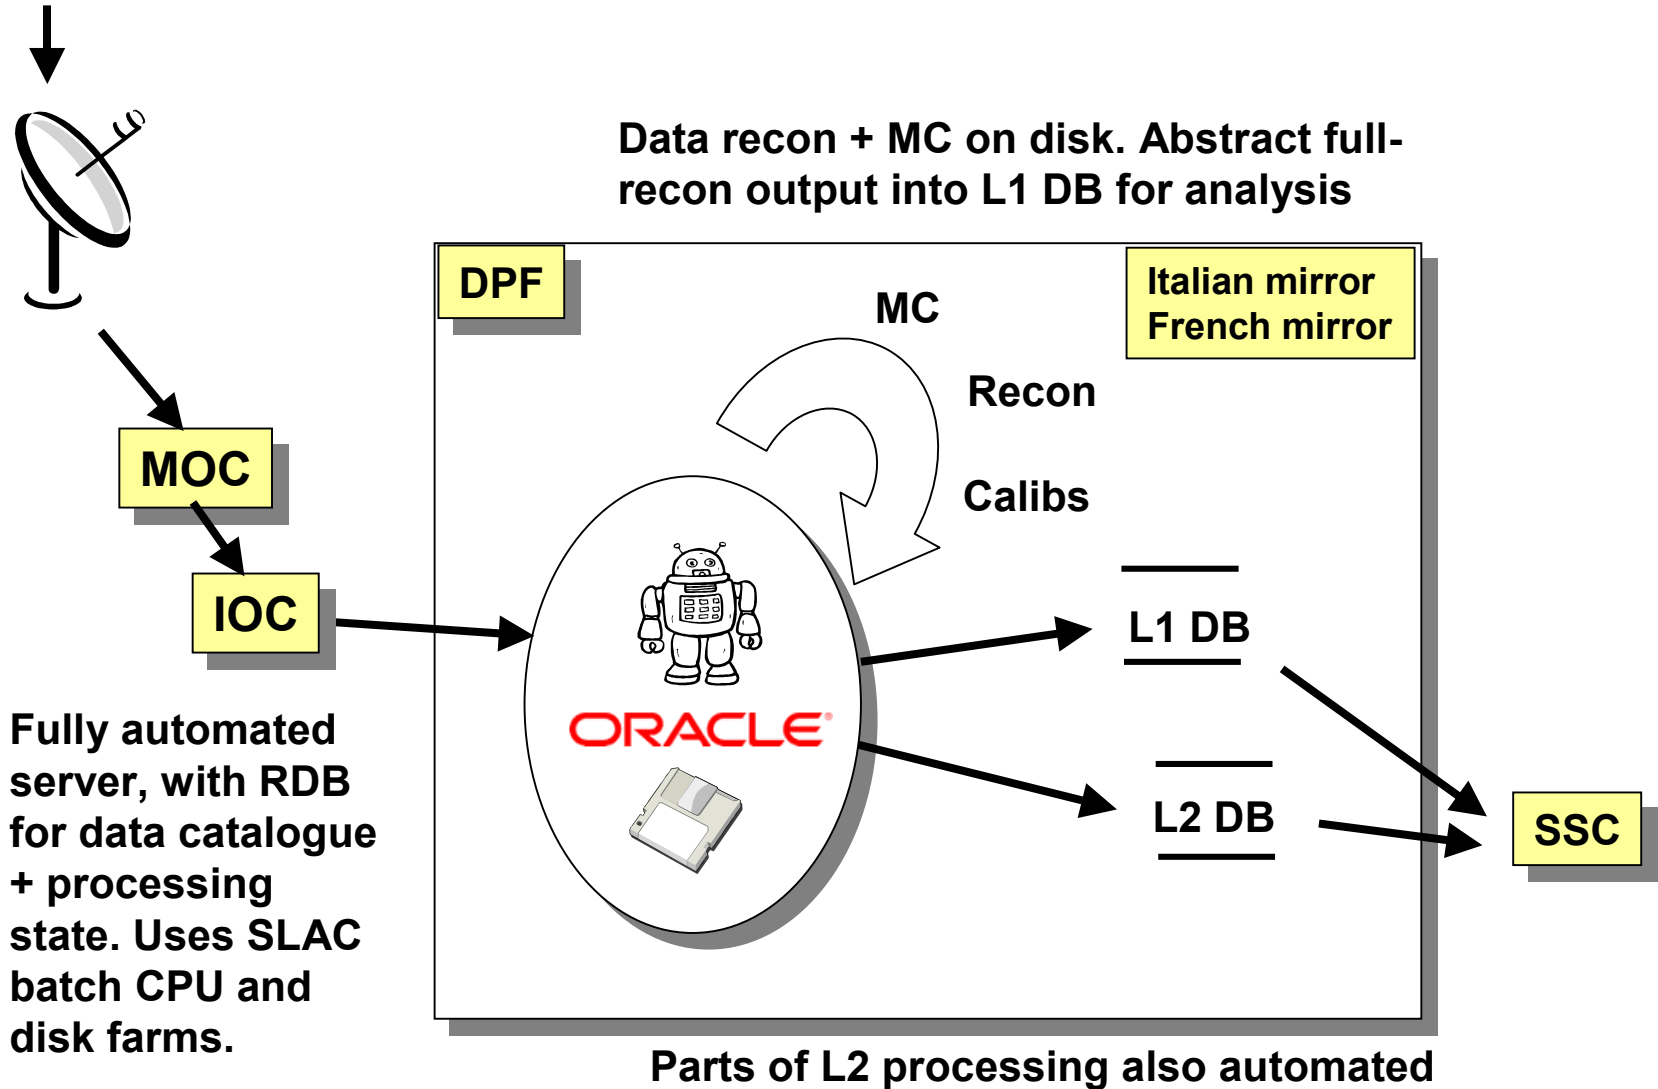 Data recon + MC on disk. Abstract full-
recon output into L1 DB for analysis
DPF
Italian mirror
French mirror
MC
Recon
Calibs
MOC
IOC
L1 DB
ORACLE®
L2 DB
SSC
Fully automated
server, with RDB
for data catalogue
+ processing
state. Uses SLAC
batch CPU and
disk farms.
Parts of L2 processing also automated